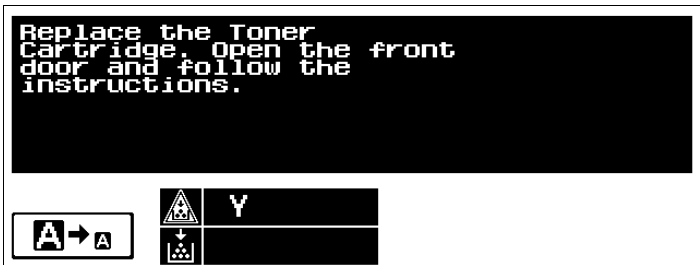 Replace the Toner
Cartridge. Open the front
door and follow the
instructions.
A→A
Y